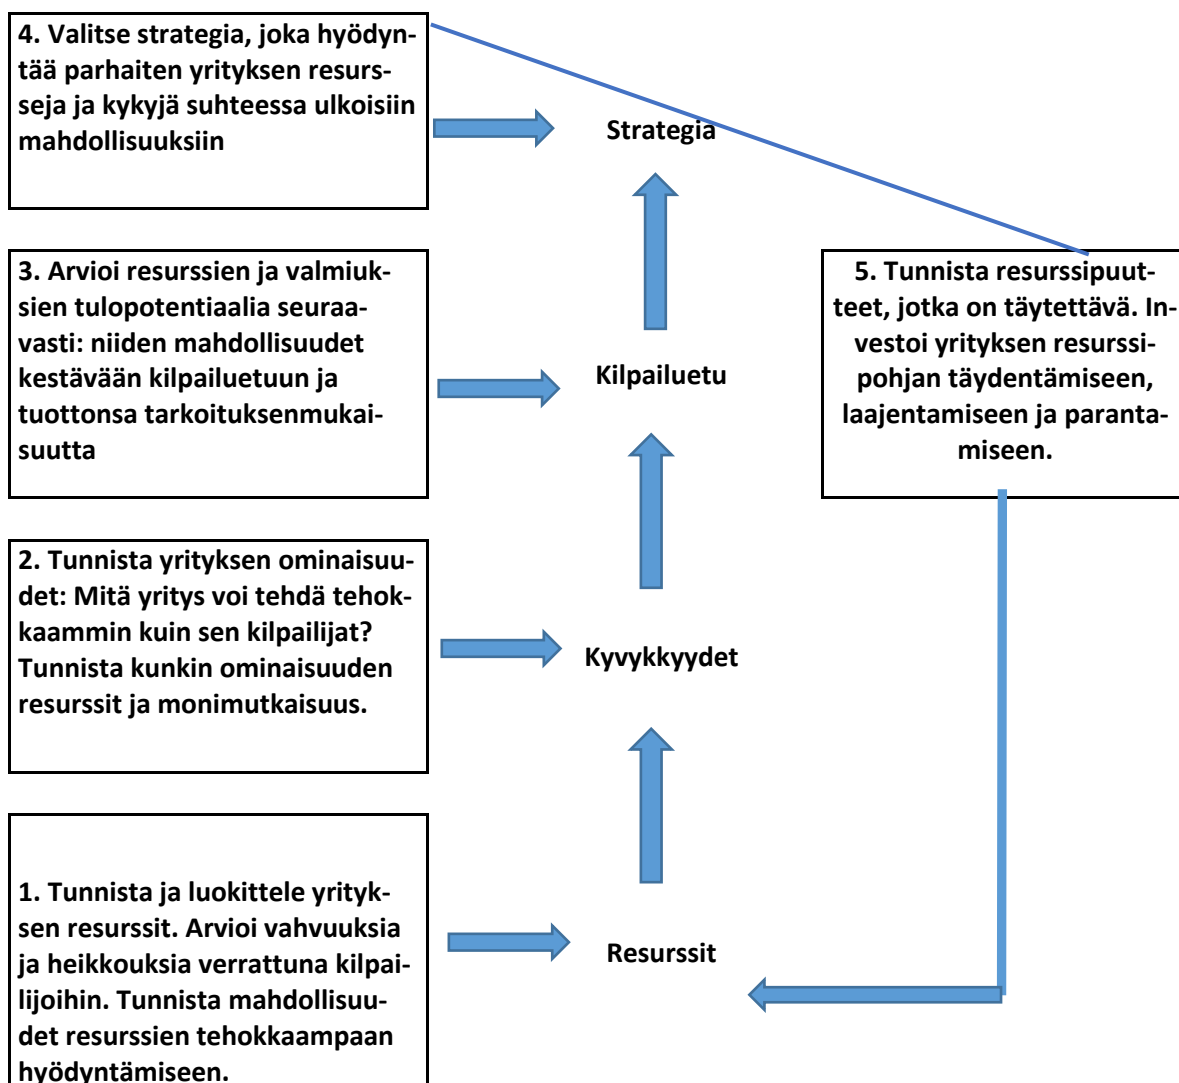 4. Valitse strategia, joka hyödyn-
tää parhaiten yrityksen resurs-
seja ja kykyjä suhteessa ulkoisiin
mahdollisuuksiin
Strategia
3. Arvioi resurssien ja valmiuk-
sien tulopotentiaalia seuraa-
vasti: niiden mahdollisuudet
kestävään kilpailuetuun ja
tuottonsa tarkoituksenmukai-
suutta
Kilpailuetu
5. Tunnista resurssipuut-
teet, jotka on täytettävä. In-
vestoi yrityksen resurssi-
pohjan täydentämiseen,
laajentamiseen ja paranta-
miseen.
2. Tunnista yrityksen ominaisuu-
det: Mitä yritys voi tehdä tehok-
kaammin kuin sen kilpailijat?
Tunnista kunkin ominaisuuden
resurssit ja monimutkaisuus.
Kyvykkyydet
1. Tunnista ja luokittele yrityk-
sen resurssit. Arvioi vahvuuksia
ja heikkouksia verrattuna kilpai-
lijoihin. Tunnista mahdollisuu-
det resurssien tehokkaampaan
hyödyntämiseen.
Resurssit